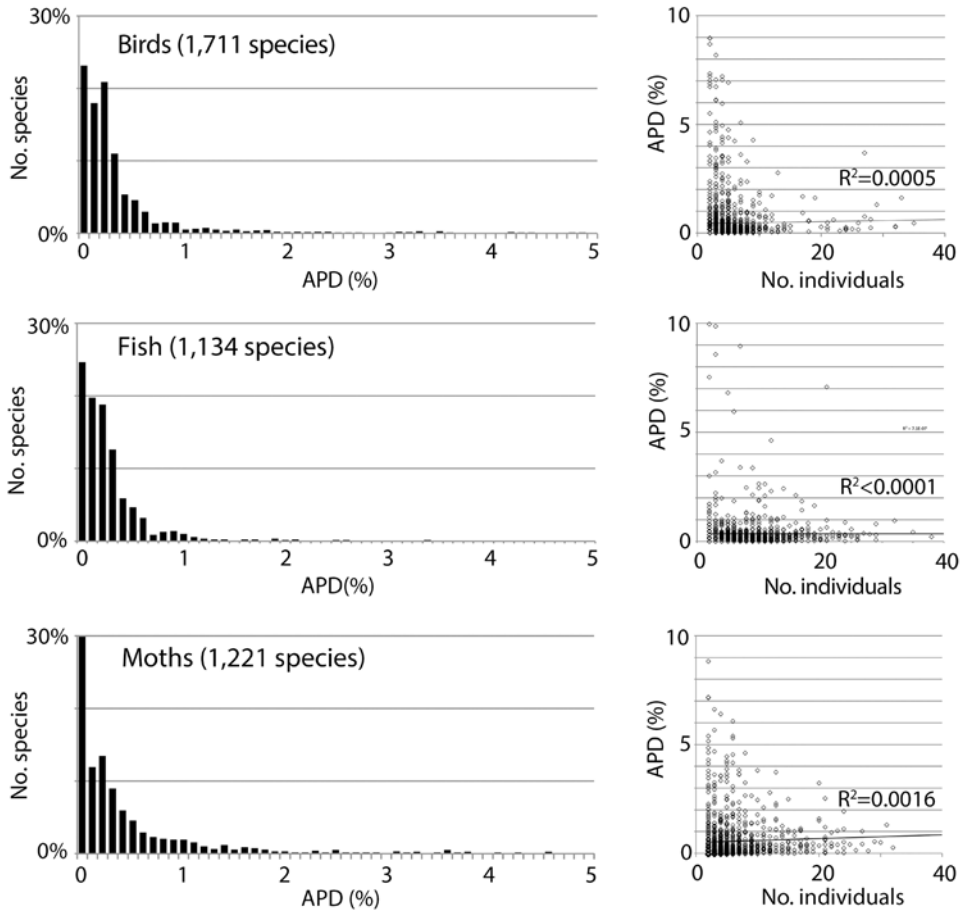 30%
Birds (1,711 species)
No. species
0%
0 1 2 3 4 5
APD (%)
10
APD (%)
5
R²=0.0005
0
0 20 40
No. individuals
30%
Fish (1,134 species)
No. species
0%
0 1 2 3 4 5
APD(%)
10
APD (%)
5
R²<0.0001
0
0 20 40
No. individuals
30%
Moths (1,221 species)
No. species
0%
0 1 2 3 4 5
APD (%)
10
APD (%)
5
R²=0.0016
0
0 20 40
No. individuals